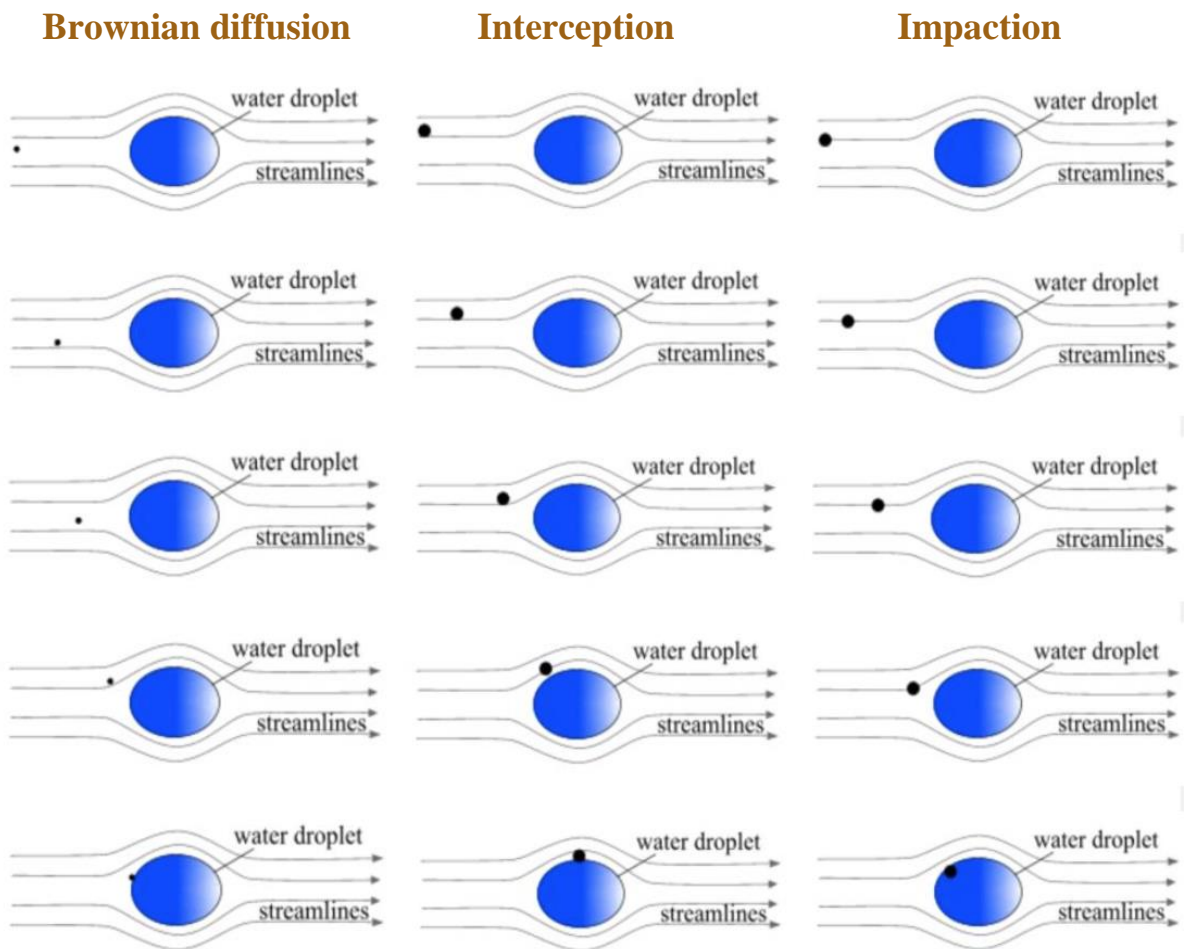 Brownian diffusion
Interception
Impaction
water droplet
water droplet
water droplet
streamlines
streamlines
streamlines
water droplet
water droplet
water droplet
streamlines
streamlines
streamlines
water droplet
water droplet
water droplet
streamlines
streamlines
streamlines
water droplet
water droplet
water droplet
streamlines
streamlines
streamlines
water droplet
water droplet
water droplet
streamlines
streamlines
streamlines